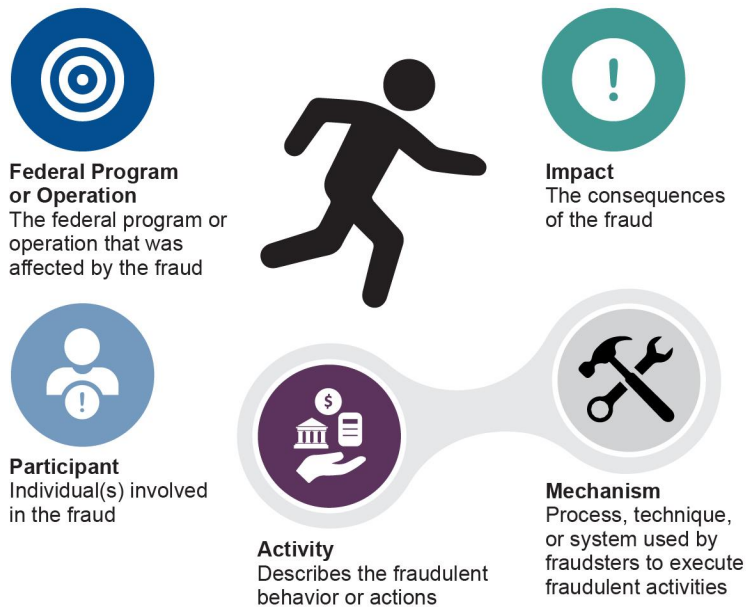 Federal Program
or Operation
The federal program or
operation that was
affected by the fraud
Impact
The consequences
of the fraud
Participant
Individual(s) involved
in the fraud
$
Activity
Describes the fraudulent
behavior or actions
Mechanism
Process, technique,
or system used by
fraudsters to execute
fraudulent activities